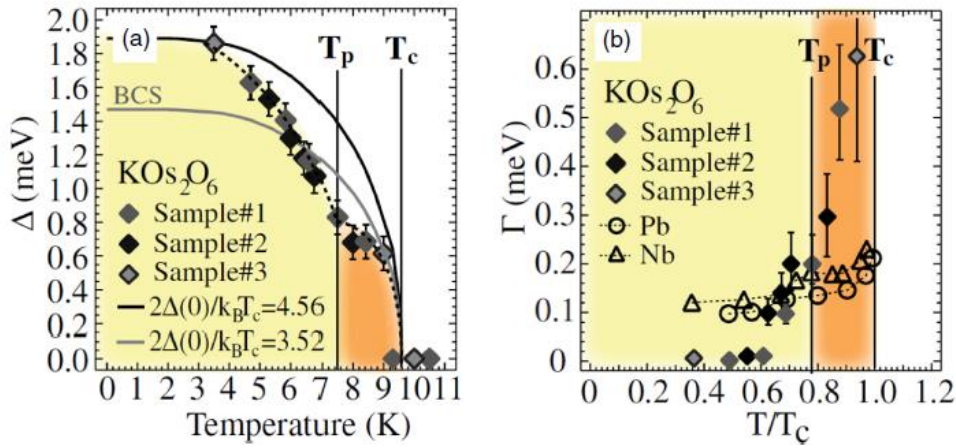 (a)
T_p
T_c
BCS
KOs₂O₆
Sample#1
Sample#2
Sample#3
2Δ(0)/k_BT_c=4.56
2Δ(0)/k_BT_c=3.52
2.0
1.8
1.6
1.4
1.2
1.0
0.8
0.6
0.4
0.2
0.0
Δ (meV)
0 1 2 3 4 5 6 7 8 9 10 11
Temperature (K)
(b)
T_p
T_c
KOs₂O₆
Sample#1
Sample#2
Sample#3
Pb
Nb
0.6
0.5
0.4
0.3
0.2
0.1
0
Γ (meV)
0 0.2 0.4 0.6 0.8 1.0 1.2
T/T_c